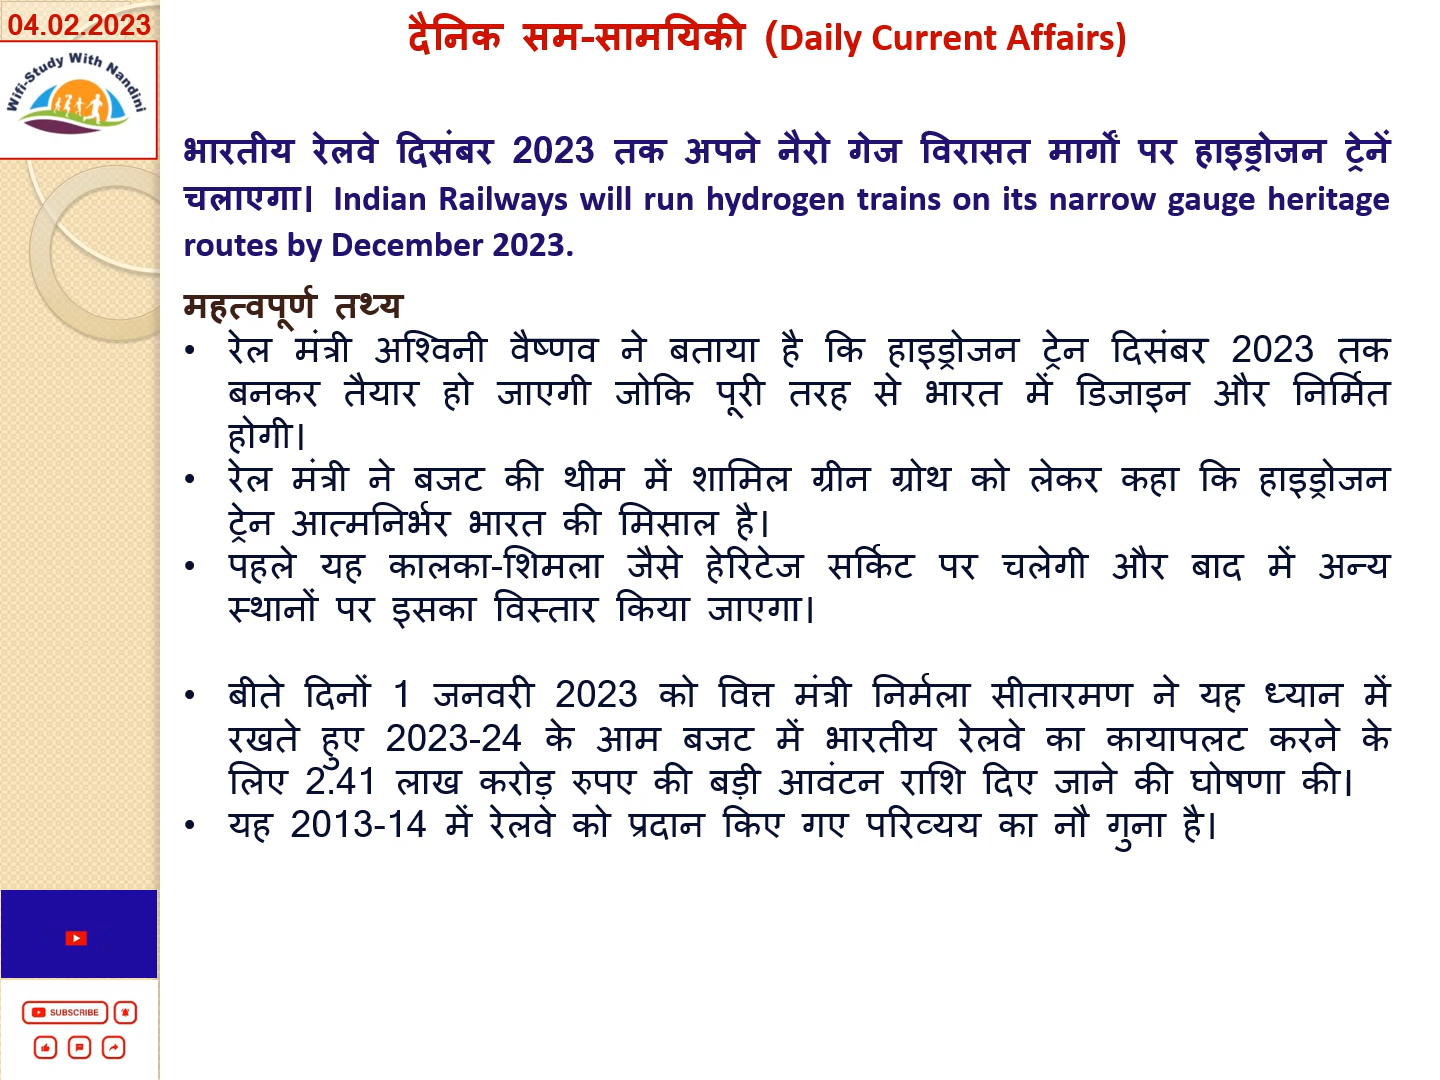 04.02.2023
दैनिक सम-सामयिकी (Daily Current Affairs)
Wifi-Study With Nandini
भारतीय रेलवे दिसंबर 2023 तक अपने नैरो गेज विरासत मार्गों पर हाइड्रोजन ट्रेनें
चलाएगा। Indian Railways will run hydrogen trains on its narrow gauge heritage
routes by December 2023.
महत्वपूर्ण तथ्य
• रेल मंत्री अश्विनी वैष्णव ने बताया है कि हाइड्रोजन ट्रेन दिसंबर 2023 तक
बनकर तैयार हो जाएगी जोकि पूरी तरह से भारत में डिजाइन और निर्मित
होगी।
• रेल मंत्री ने बजट की थीम में शामिल ग्रीन ग्रोथ को लेकर कहा कि हाइड्रोजन
ट्रेन आत्मनिर्भर भारत की मिसाल है।
• पहले यह कालका-शिमला जैसे हेरिटेज सर्किट पर चलेगी और बाद में अन्य
स्थानों पर इसका विस्तार किया जाएगा।
• बीते दिनों 1 जनवरी 2023 को वित्त मंत्री निर्मला सीतारमण ने यह ध्यान में
रखते हुए 2023-24 के आम बजट में भारतीय रेलवे का कायापलट करने के
लिए 2.41 लाख करोड़ रुपए की बड़ी आवंटन राशि दिए जाने की घोषणा की।
• यह 2013-14 में रेलवे को प्रदान किए गए परिव्यय का नौ गुना है।
SUBSCRIBE